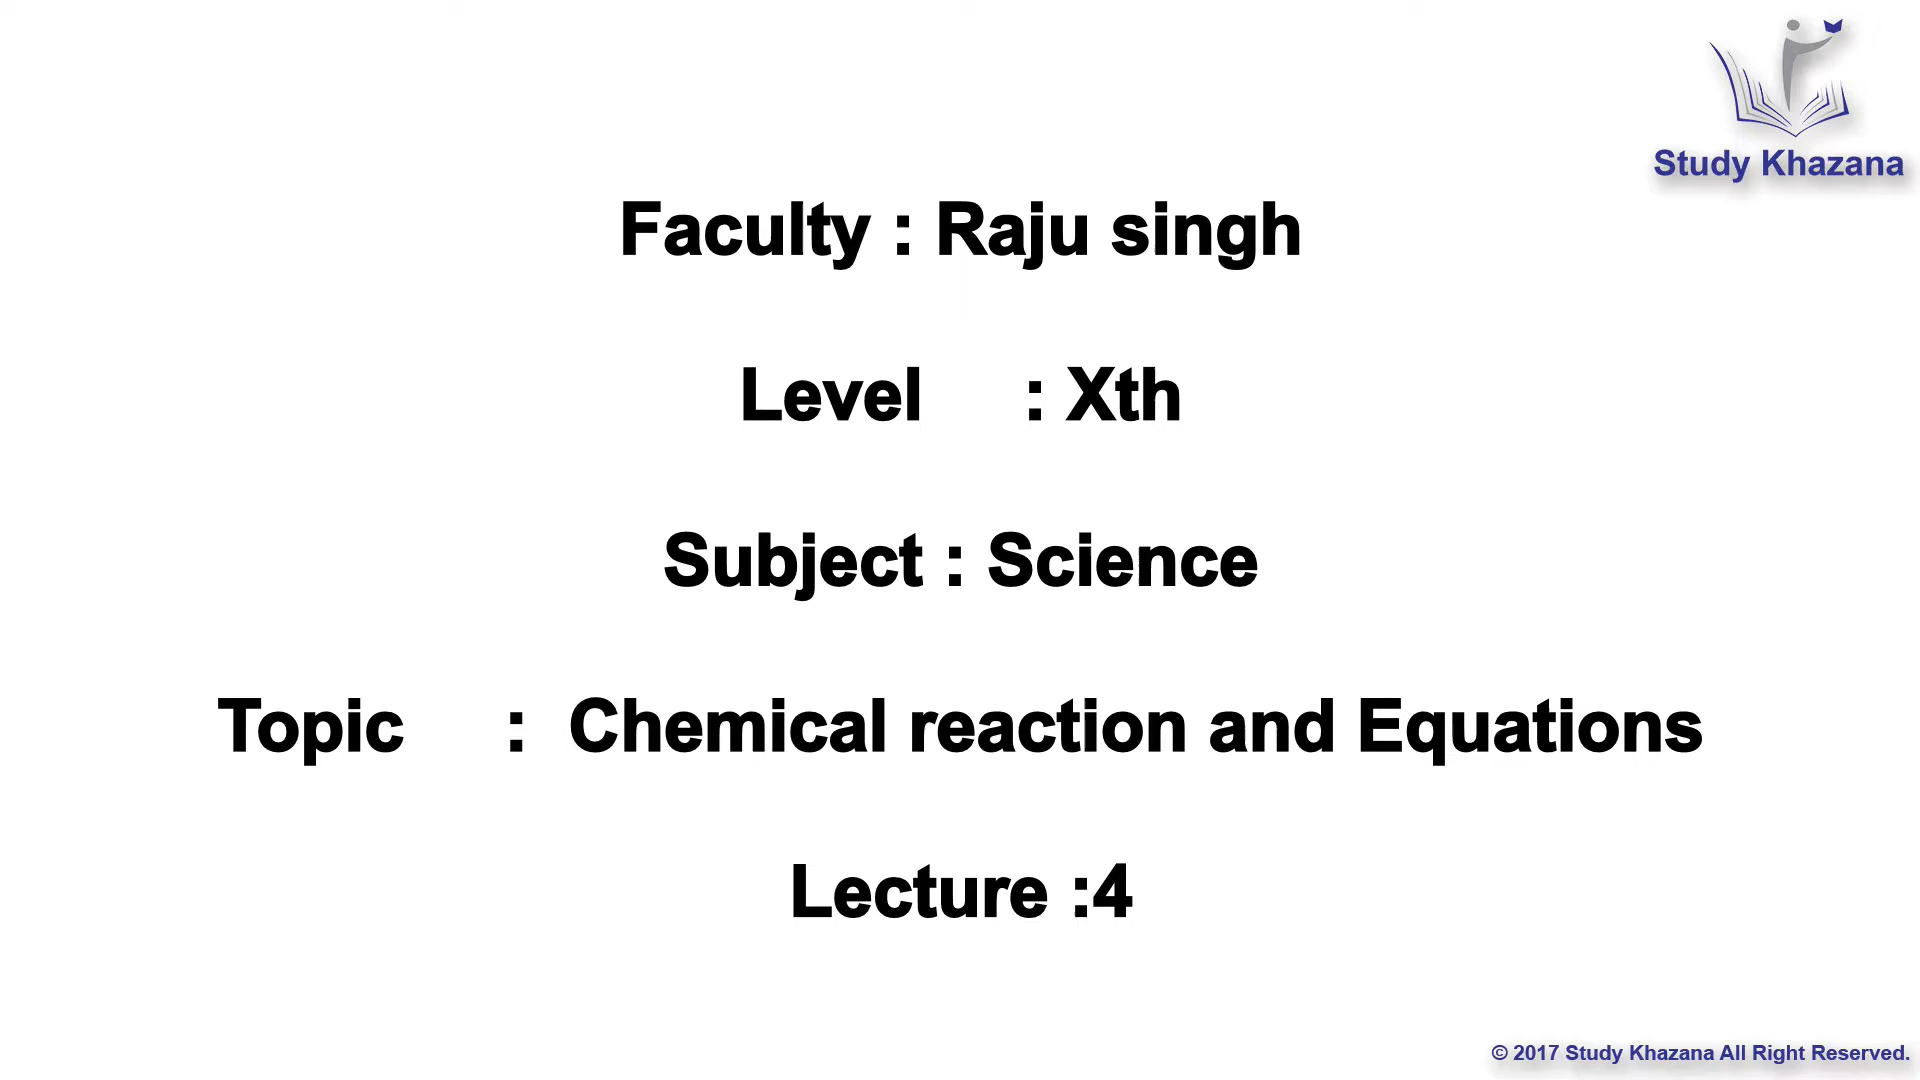 Study Khazana
Faculty : Raju singh
Level : Xth
Subject : Science
Topic : Chemical reaction and Equations
Lecture :4
© 2017 Study Khazana All Right Reserved.